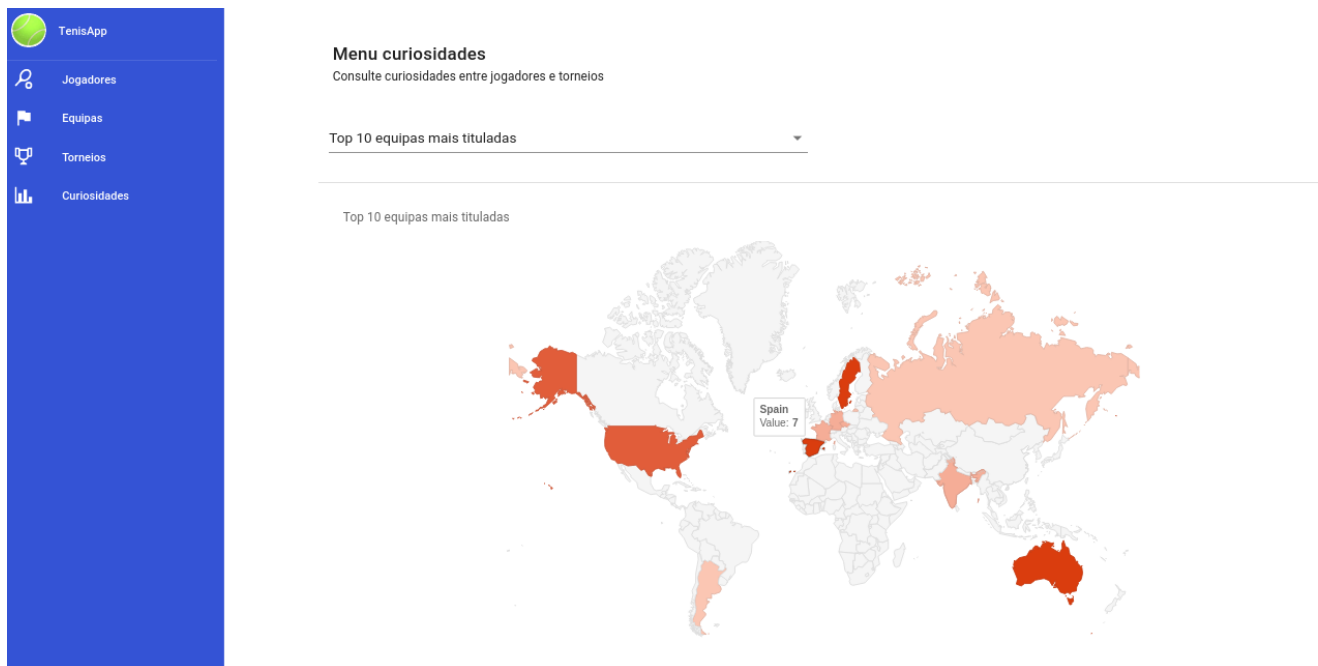 TenisApp
Jogadores
Equipas
Torneios
Curiosidades
Menu curiosidades
Consulte curiosidades entre jogadores e torneios
Top 10 equipas mais tituladas
Top 10 equipas mais tituladas
Spain
Value: 7